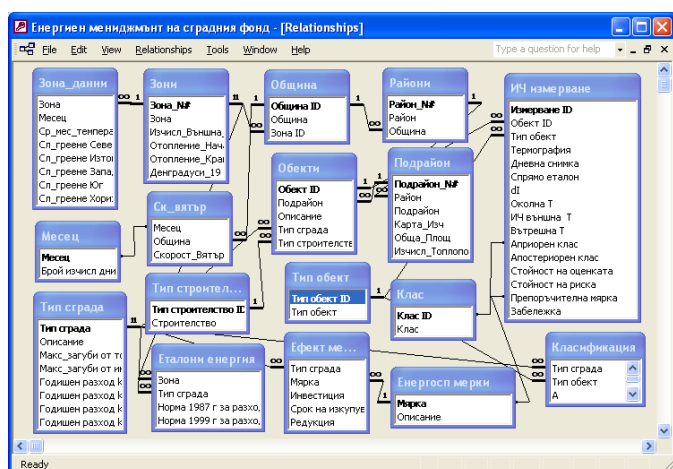 Енергиен мениджмънт на сградния фонд - [Relationships]
File Edit View Relationships Tools Window Help
Type a question for help
Зона_данни
Зона
Месец
Ср_мес_темпера
Сл_греене Севе
Сл_греене Изто
Сл_греене Запа,
Сл_греене Юг
Сл_греене Хориз
Зони
Зона_N#
Зона
Изчисл_Външна,
Отопление_Нача
Отопление_Кра
Денградуси_19
Община
Община ID
Община
Зона ID
Райони
Район_N#
Район
Община
ИЧ измерване
Измерване ID
Обект ID
Тип обект
Термография
Дневна снимка
Спряно еталон
dI
Околна Т
ИЧ външна Т
Вътрешна Т
Априорен клас
Апостериорен клас
Стойност на оценката
Стойност на риска
Препоръчителна мярка
Забележка
Обекти
Обект ID
Подрайон
Описание
Тип сграда
Тип строителстве
Подрайон
Подрайон_N#
Район
Подрайон
Карта_Изч
Обща_Площ
Изчисл_Топлопо
Ск_вятър
Месец
Община
Скорост_Вятър
Месец
Месец
Брой изчисл дни
Тип строител...
Тип строителство ID
Строителство
Тип обект
Тип обект ID
Тип обект
Клас
Клас ID
Клас
Тип сграда
Тип сграда
Описание
Макс_загуби от то
Макс_загуби от ин
Годишен разход k
Годишен разход k
Годишен разход k
Годишен разход k
Еталони енергия
Зона
Тип сграда
Норма 1987 г за разхо,
Норма 1999 г за разхо,
Ефект ме...
Тип сграда
Мярка
Инвестиция
Срок на изкупув
Редукция
Енергосп мерки
Мярка
Описание
Класификация
Тип сграда
Тип обект
А
Ready